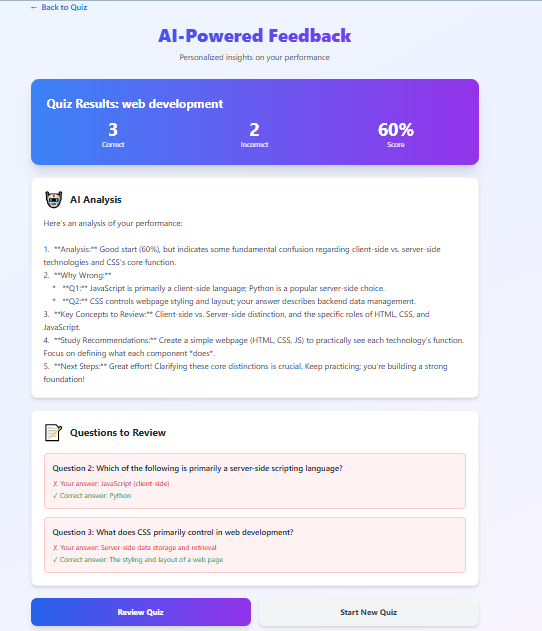 ← Back to Quiz
AI-Powered Feedback
Personalized insights on your performance
Quiz Results: web development
3
2
60%
Correct
Incorrect
Score
AI Analysis
Here's an analysis of your performance:
1. **Analysis:** Good start (60%), but indicates some fundamental confusion regarding client-side vs. server-side
technologies and CSS's core function.
2. **Why Wrong:**
* **Q1:** JavaScript is primarily a client-side language; Python is a popular server-side choice.
* **Q2:** CSS controls webpage styling and layout; your answer describes backend data management.
3. **Key Concepts to Review:** Client-side vs. Server-side distinction, and the specific roles of HTML, CSS, and
JavaScript.
4. **Study Recommendations:** Create a simple webpage (HTML, CSS, JS) to practically see each technology's function.
Focus on defining what each component *does*.
5. **Next Steps:** Great effort! Clarifying these core distinctions is crucial. Keep practicing; you're building a strong
foundation!
Questions to Review
Question 2: Which of the following is primarily a server-side scripting language?
✗ Your answer: JavaScript (client-side)
✓ Correct answer: Python
Question 3: What does CSS primarily control in web development?
✗ Your answer: Server-side data storage and retrieval
✓ Correct answer: The styling and layout of a web page
Review Quiz
Start New Quiz